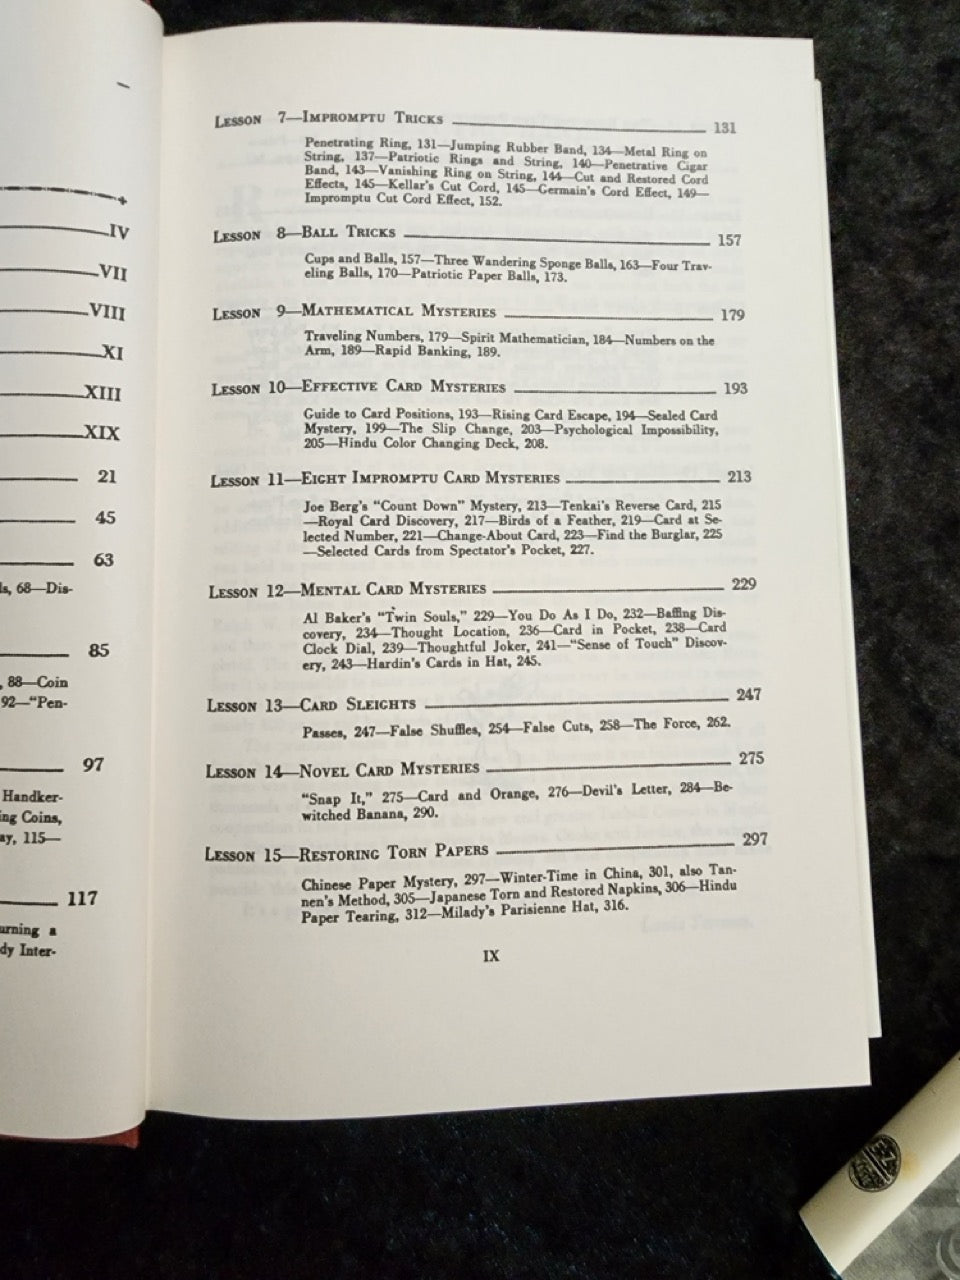 IV
VII
VIII
XI
XIII
XIX
21
45
63
ls, 68—Dis-
85
, 88—Coin
92—“Pen-
97
Handker-
ng Coins,
ay, 115—
117
urning a
dy Inter-
LESSON 7—IMPROMPTU TRICKS 131
Penetrating Ring, 131—Jumping Rubber Band, 134—Metal Ring on
String, 137—Patriotic Rings and String, 140—Penetrative Cigar
Band, 143—Vanishing Ring on String, 144—Cut and Restored Cord
Effects, 145—Kellar's Cut Cord, 145—Germain's Cord Effect, 149—
Impromptu Cut Cord Effect, 152.
LESSON 8—BALL TRICKS 157
Cups and Balls, 157—Three Wandering Sponge Balls, 163—Four Trav-
eling Balls, 170—Patriotic Paper Balls, 173.
LESSON 9—MATHEMATICAL MYSTERIES 179
Traveling Numbers, 179—Spirit Mathematician, 184—Numbers on the
Arm, 189—Rapid Banking, 189.
LESSON 10—EFFECTIVE CARD MYSTERIES 193
Guide to Card Positions, 193—Rising Card Escape, 194—Sealed Card
Mystery, 199—The Slip Change, 203—Psychological Impossibility,
205—Hindu Color Changing Deck, 208.
LESSON 11—EIGHT IMPROMPTU CARD MYSTERIES 213
Joe Berg's “Count Down” Mystery, 213—Tenkai's Reverse Card, 215
—Royal Card Discovery, 217—Birds of a Feather, 219—Card at Se-
lected Number, 221—Change-About Card, 223—Find the Burglar, 225
—Selected Cards from Spectator's Pocket, 227.
LESSON 12—MENTAL CARD MYSTERIES 229
Al Baker's “Twin Souls,” 229—You Do As I Do, 232—Baffling Dis-
covery, 234—Thought Location, 236—Card in Pocket, 238—Card
Clock Dial, 239—Thoughtful Joker, 241—“Sense of Touch” Discov-
ery, 243—Hardin's Cards in Hat, 245.
LESSON 13—CARD SLEIGHTS 247
Passes, 247—False Shuffles, 254—False Cuts, 258—The Force, 262.
LESSON 14—NOVEL CARD MYSTERIES 275
“Snap It,” 275—Card and Orange, 276—Devil's Letter, 284—Be-
witched Banana, 290.
LESSON 15—RESTORING TORN PAPERS 297
Chinese Paper Mystery, 297—Winter-Time in China, 301, also Tan-
nen's Method, 305—Japanese Torn and Restored Napkins, 306—Hindu
Paper Tearing, 312—Milady's Parisienne Hat, 316.
IX